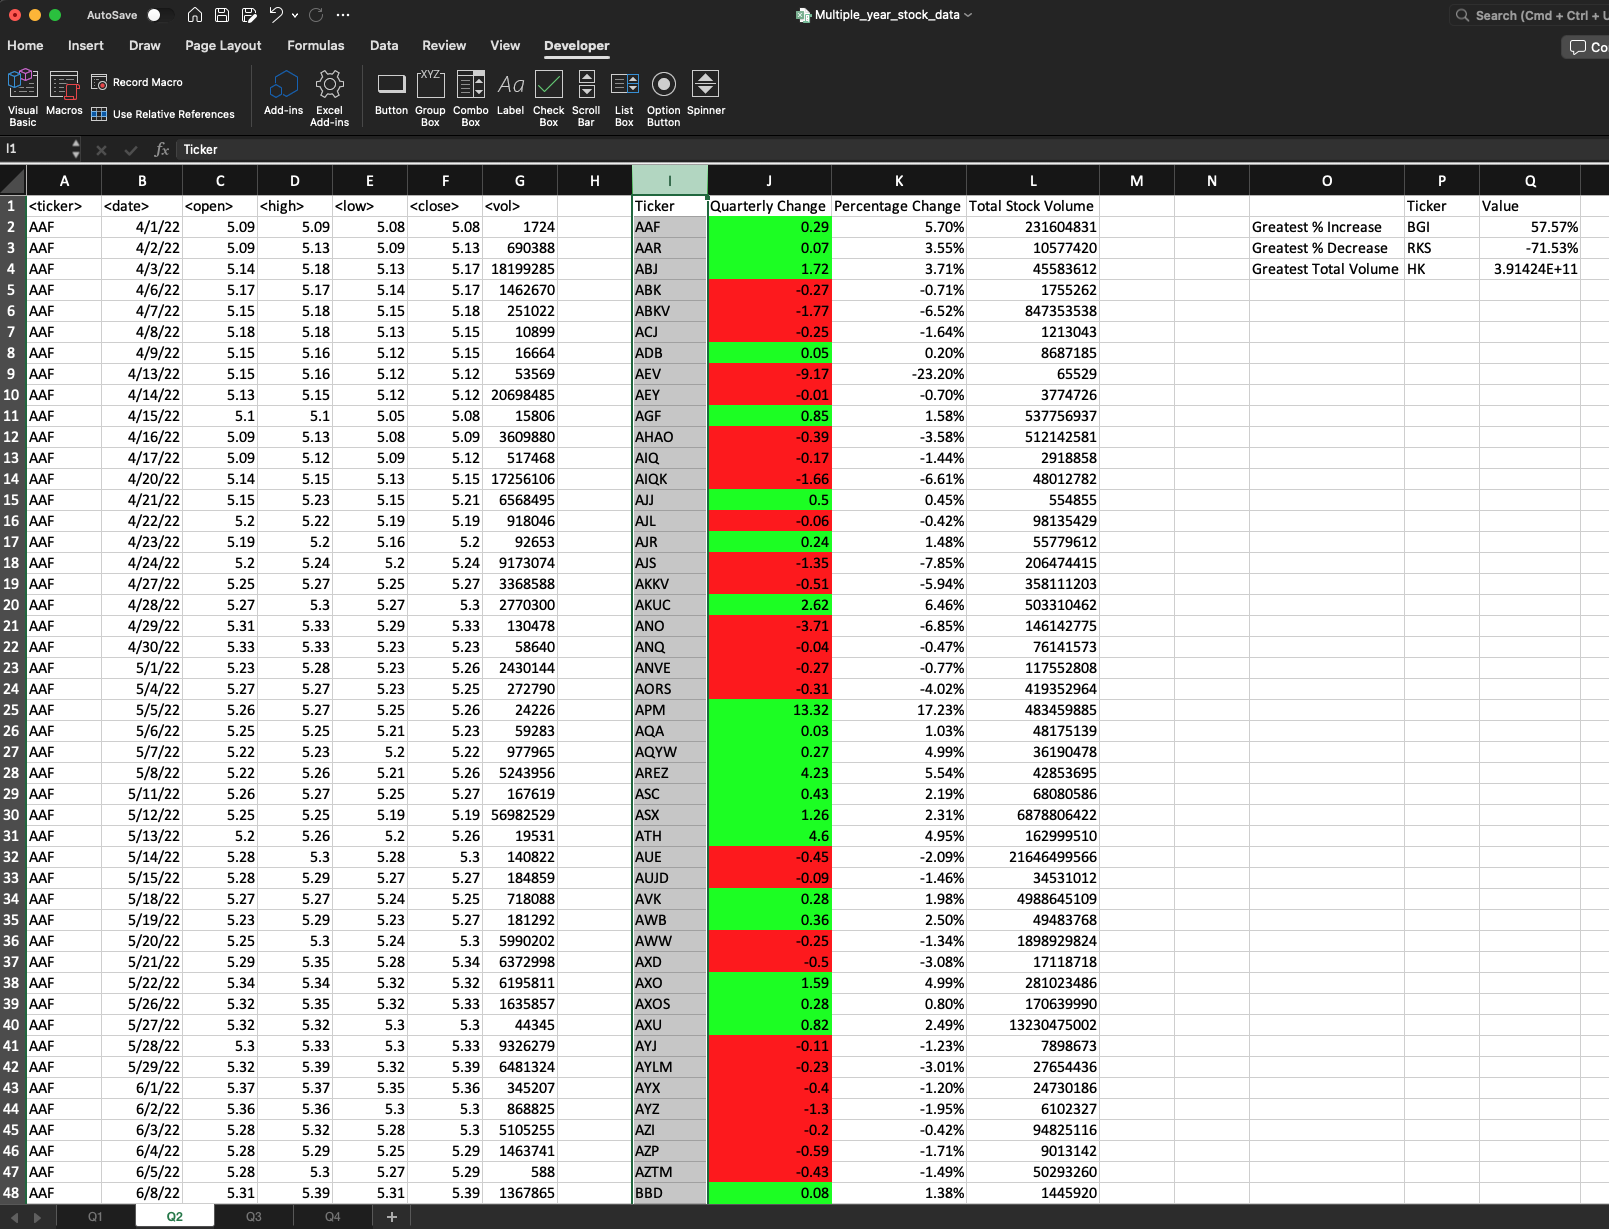 AutoSave
Multiple_year_stock_data
Search (Cmd + Ctrl + U
Home Insert Draw Page Layout Formulas Data Review View Developer
Co
Visual Basic Macros Record Macro Use Relative References Add-ins Excel Add-ins Button Group Box Combo Box Label Check Box Scroll Bar List Box Option Button Spinner
XYZ Aa
I1 fx Ticker
A B C D E F G H I J K L M N O P Q
1 <ticker> <date> <open> <high> <low> <close> <vol> Ticker Quarterly Change Percentage Change Total Stock Volume Ticker Value
2 AAF 4/1/22 5.09 5.09 5.08 5.08 1724 AAF 0.29 5.70% 231604831 Greatest % Increase BGI 57.57%
3 AAF 4/2/22 5.09 5.13 5.09 5.13 690388 AAR 0.07 3.55% 10577420 Greatest % Decrease RKS -71.53%
4 AAF 4/3/22 5.14 5.18 5.13 5.17 18199285 ABJ 1.72 3.71% 45583612 Greatest Total Volume HK 3.91424E+11
5 AAF 4/6/22 5.17 5.17 5.14 5.17 1462670 ABK -0.27 -0.71% 1755262
6 AAF 4/7/22 5.15 5.18 5.15 5.18 251022 ABKV -1.77 -6.52% 847353538
7 AAF 4/8/22 5.18 5.18 5.13 5.15 10899 ACJ -0.25 -1.64% 1213043
8 AAF 4/9/22 5.15 5.16 5.12 5.15 16664 ADB 0.05 0.20% 8687185
9 AAF 4/13/22 5.15 5.16 5.12 5.12 53569 AEV -9.17 -23.20% 65529
10 AAF 4/14/22 5.13 5.15 5.12 5.12 20698485 AEY -0.01 -0.70% 3774726
11 AAF 4/15/22 5.1 5.1 5.05 5.08 15806 AGF 0.85 1.58% 537756937
12 AAF 4/16/22 5.09 5.13 5.08 5.09 3609880 AHAO -0.39 -3.58% 512142581
13 AAF 4/17/22 5.09 5.12 5.09 5.12 517468 AIQ -0.17 -1.44% 2918858
14 AAF 4/20/22 5.14 5.15 5.13 5.15 17256106 AIQK -1.66 -6.61% 48012782
15 AAF 4/21/22 5.15 5.23 5.15 5.21 6568495 AJJ 0.5 0.45% 554855
16 AAF 4/22/22 5.2 5.22 5.19 5.19 918046 AJL -0.06 -0.42% 98135429
17 AAF 4/23/22 5.19 5.2 5.16 5.2 92653 AJR 0.24 1.48% 55779612
18 AAF 4/24/22 5.2 5.24 5.2 5.24 9173074 AJS -1.35 -7.85% 206474415
19 AAF 4/27/22 5.25 5.27 5.25 5.27 3368588 AKKV -0.51 -5.94% 358111203
20 AAF 4/28/22 5.27 5.3 5.27 5.3 2770300 AKUC 2.62 6.46% 503310462
21 AAF 4/29/22 5.31 5.33 5.29 5.33 130478 ANO -3.71 -6.85% 146142775
22 AAF 4/30/22 5.33 5.33 5.23 5.23 58640 ANQ -0.04 -0.47% 76141573
23 AAF 5/1/22 5.23 5.28 5.23 5.26 2430144 ANVE -0.27 -0.77% 117552808
24 AAF 5/4/22 5.27 5.27 5.23 5.25 272790 AORS -0.31 -4.02% 419352964
25 AAF 5/5/22 5.26 5.27 5.25 5.26 24226 APM 13.32 17.23% 483459885
26 AAF 5/6/22 5.25 5.25 5.21 5.23 59283 AQA 0.03 1.03% 48175139
27 AAF 5/7/22 5.22 5.23 5.2 5.22 977965 AQYW 0.27 4.99% 36190478
28 AAF 5/8/22 5.22 5.26 5.21 5.26 5243956 AREZ 4.23 5.54% 42853695
29 AAF 5/11/22 5.26 5.27 5.25 5.27 167619 ASC 0.43 2.19% 68080586
30 AAF 5/12/22 5.25 5.25 5.19 5.19 56982529 ASX 1.26 2.31% 6878806422
31 AAF 5/13/22 5.2 5.26 5.2 5.26 19531 ATH 4.6 4.95% 162999510
32 AAF 5/14/22 5.28 5.3 5.28 5.3 140822 AUE -0.45 -2.09% 21646499566
33 AAF 5/15/22 5.28 5.29 5.27 5.27 184859 AUJD -0.09 -1.46% 34531012
34 AAF 5/18/22 5.27 5.27 5.24 5.25 718088 AVK 0.28 1.98% 4988645109
35 AAF 5/19/22 5.23 5.29 5.23 5.27 181292 AWB 0.36 2.50% 49483768
36 AAF 5/20/22 5.25 5.3 5.24 5.3 5990202 AWW -0.25 -1.34% 1898929824
37 AAF 5/21/22 5.29 5.35 5.28 5.34 6372998 AXD -0.5 -3.08% 17118718
38 AAF 5/22/22 5.34 5.34 5.32 5.32 6195811 AXO 1.59 4.99% 281023486
39 AAF 5/26/22 5.32 5.35 5.32 5.33 1635857 AXOS 0.28 0.80% 170639990
40 AAF 5/27/22 5.32 5.32 5.3 5.3 44345 AXU 0.82 2.49% 13230475002
41 AAF 5/28/22 5.3 5.33 5.3 5.33 9326279 AYJ -0.11 -1.23% 7898673
42 AAF 5/29/22 5.32 5.39 5.32 5.39 6481324 AYLM -0.23 -3.01% 27654436
43 AAF 6/1/22 5.37 5.37 5.35 5.36 345207 AYX -0.4 -1.20% 24730186
44 AAF 6/2/22 5.36 5.36 5.3 5.3 868825 AYZ -1.3 -1.95% 6102327
45 AAF 6/3/22 5.28 5.32 5.28 5.3 5105255 AZI -0.2 -0.42% 94825116
46 AAF 6/4/22 5.28 5.29 5.25 5.29 1463741 AZP -0.59 -1.71% 9013142
47 AAF 6/5/22 5.28 5.3 5.27 5.29 588 AZTM -0.43 -1.49% 50293260
48 AAF 6/8/22 5.31 5.39 5.31 5.39 1367865 BBD 0.08 1.38% 1445920
Q1 Q2 Q3 Q4 +